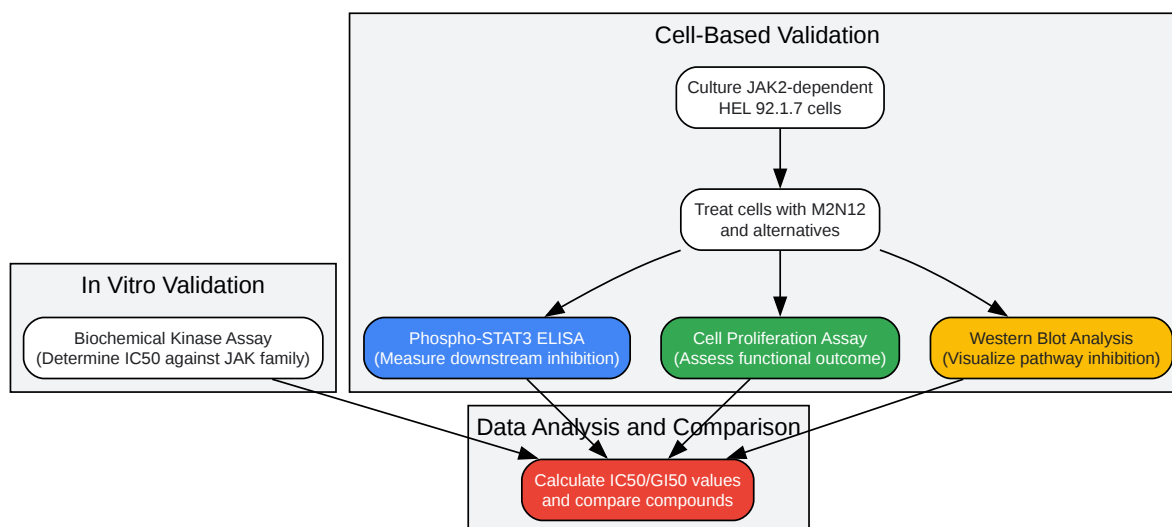 Cell-Based Validation
Culture JAK2-dependent
HEL 92.1.7 cells
Treat cells with M2N12
and alternatives
In Vitro Validation
Biochemical Kinase Assay
(Determine IC50 against JAK family)
Phospho-STAT3 ELISA
(Measure downstream inhibition)
Cell Proliferation Assay
(Assess functional outcome)
Western Blot Analysis
(Visualize pathway inhibition)
Data Analysis and Comparison
Calculate IC50/GI50 values
and compare compounds